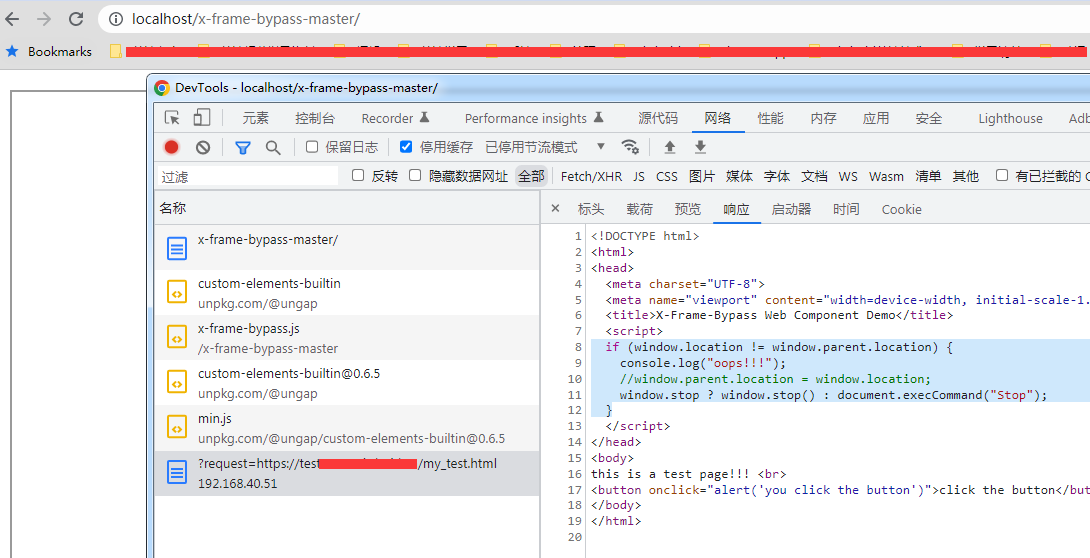 localhost/x-frame-bypass-master/
Bookmarks
DevTools - localhost/x-frame-bypass-master/
元素 控制台 Recorder Performance insights 源代码 网络 性能 内存 应用 安全 Lighthouse
保留日志 停用缓存 已停用节流模式
过滤 反转 隐藏数据网址 全部 Fetch/XHR JS CSS 图片 媒体 字体 文档 WS Wasm 清单 其他 有已拦截的
名称 × 标头 载荷 预览 响应 启动器 时间 Cookie
x-frame-bypass-master/
custom-elements-builtin
unpkg.com/@ungap
x-frame-bypass.js
/x-frame-bypass-master
custom-elements-builtin@0.6.5
unpkg.com/@ungap
min.js
unpkg.com/@ungap/custom-elements-builtin@0.6.5
?request=https://test /my_test.html
192.168.40.51
1 <!DOCTYPE html>
2 <html>
3 <head>
4 <meta charset="UTF-8">
5 <meta name="viewport" content="width=device-width, initial-scale=1.
6 <title>X-Frame-Bypass Web Component Demo</title>
7 <script>
8 if (window.location != window.parent.location) {
9 console.log("oops!!!");
10 //window.parent.location = window.location;
11 window.stop ? window.stop() : document.execCommand("Stop");
12 }
13 </script>
14 </head>
15 <body>
16 this is a test page!!! <br>
17 <button onclick="alert('you click the button')">click the button</but
18 </body>
19 </html>
20